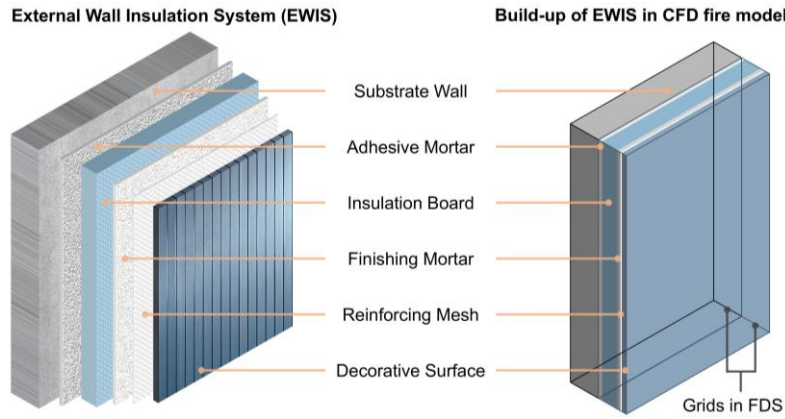 External Wall Insulation System (EWIS)
Build-up of EWIS in CFD fire model
Substrate Wall
Adhesive Mortar
Insulation Board
Finishing Mortar
Reinforcing Mesh
Decorative Surface
Grids in FDS